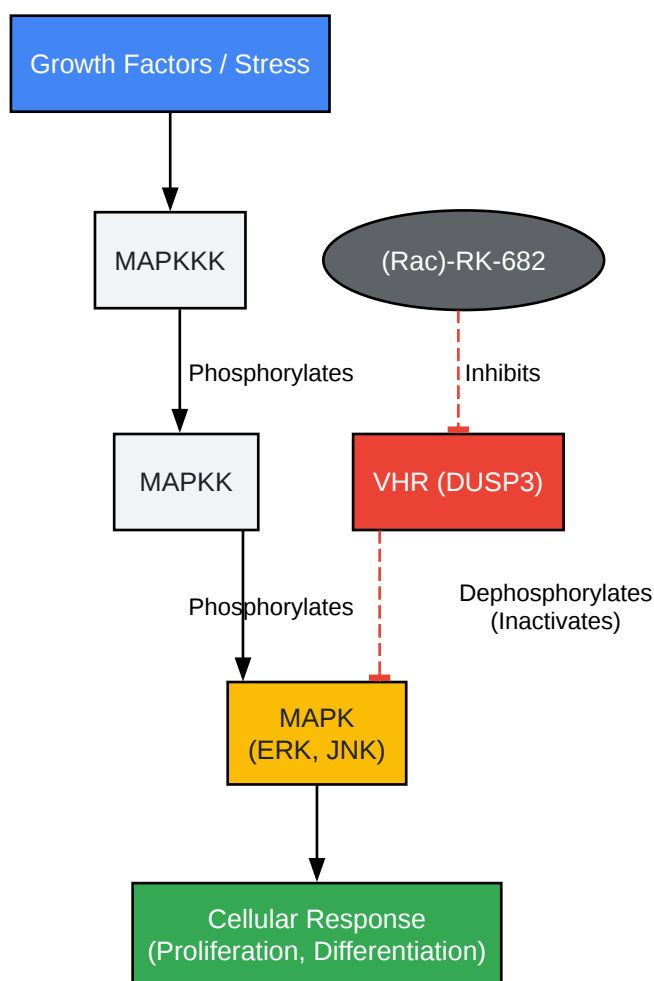 Growth Factors / Stress
MAPKKK
(Rac)-RK-682
Phosphorylates
Inhibits
MAPKK
VHR (DUSP3)
Phosphorylates
Dephosphorylates
(Inactivates)
MAPK
(ERK, JNK)
Cellular Response
(Proliferation, Differentiation)